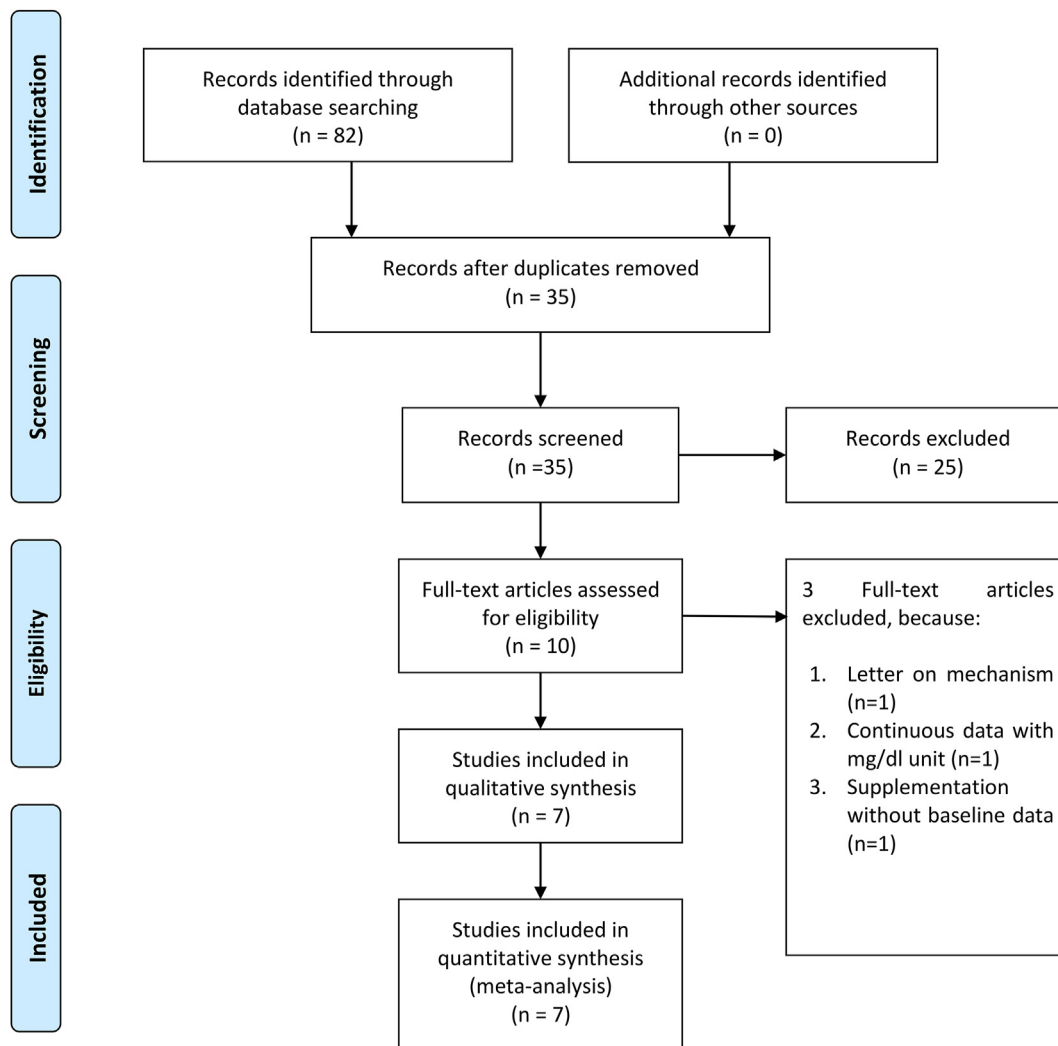 Identification
Records identified through
database searching
(n = 82)
Additional records identified
through other sources
(n = 0)
Records after duplicates removed
(n = 35)
Screening
Records screened
(n =35)
Records excluded
(n = 25)
Eligibility
Full-text articles assessed
for eligibility
(n = 10)
3 Full-text articles
excluded, because:
1. Letter on mechanism
(n=1)
2. Continuous data with
mg/dl unit (n=1)
3. Supplementation
without baseline data
(n=1)
Studies included in
qualitative synthesis
(n = 7)
Included
Studies included in
quantitative synthesis
(meta-analysis)
(n = 7)